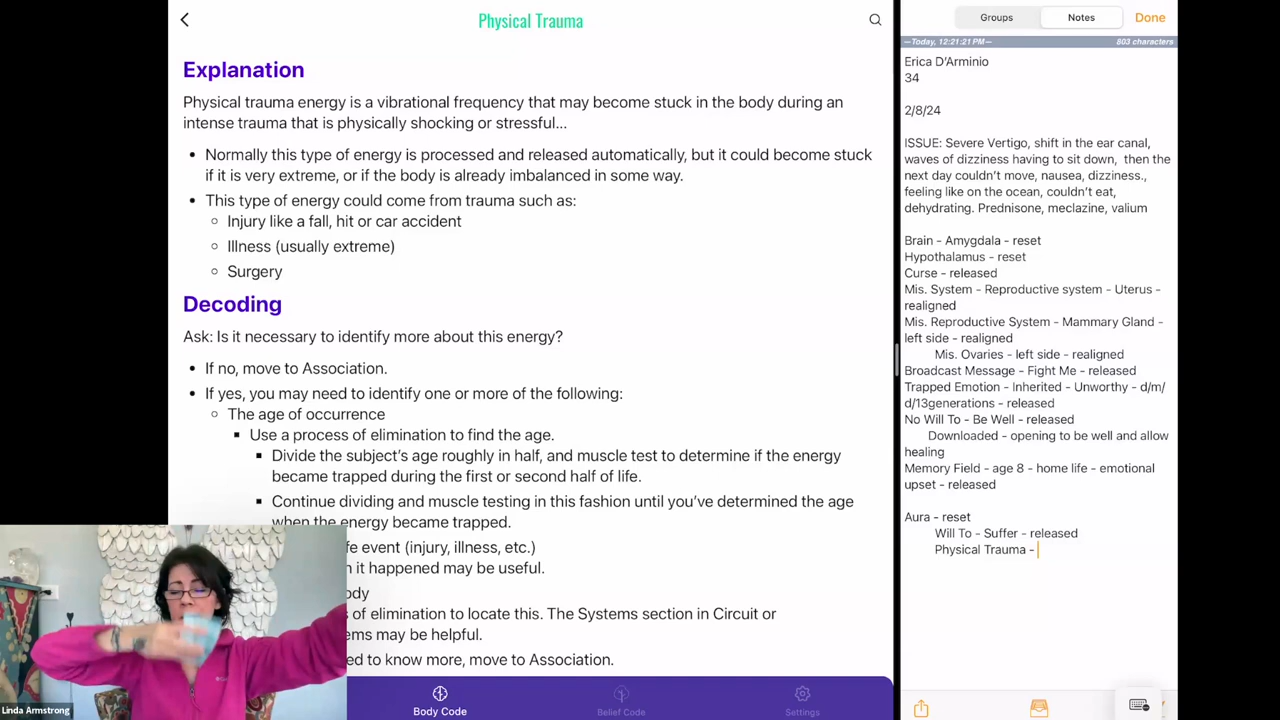 Physical Trauma
Explanation
Physical trauma energy is a vibrational frequency that may become stuck in the body during an
intense trauma that is physically shocking or stressful...
• Normally this type of energy is processed and released automatically, but it could become stuck
if it is very extreme, or if the body is already imbalanced in some way.
• This type of energy could come from trauma such as:
Injury like a fall, hit or car accident
Illness (usually extreme)
Surgery
Decoding
Ask: Is it necessary to identify more about this energy?
• If no, move to Association.
• If yes, you may need to identify one or more of the following:
The age of occurrence
Use a process of elimination to find the age.
Divide the subject's age roughly in half, and muscle test to determine if the energy
became trapped during the first or second half of life.
Continue dividing and muscle testing in this fashion until you've determined the age
when the energy became trapped.
fe event (injury, illness, etc.)
it happened may be useful.
ody
of elimination to locate this. The Systems section in Circuit or
ems may be helpful.
ed to know more, move to Association.
Body Code
Belief Code
Settings
Linda Armstrong
Groups
Notes
Done
—Today, 12:21:21 PM— 803 characters
Erica D'Arminio
34
2/8/24
ISSUE: Severe Vertigo, shift in the ear canal,
waves of dizziness having to sit down, then the
next day couldn't move, nausea, dizziness.,
feeling like on the ocean, couldn't eat,
dehydrating. Prednisone, meclazine, valium
Brain - Amygdala - reset
Hypothalamus - reset
Curse - released
Mis. System - Reproductive system - Uterus -
realigned
Mis. Reproductive System - Mammary Gland -
left side - realigned
Mis. Ovaries - left side - realigned
Broadcast Message - Fight Me - released
Trapped Emotion - Inherited - Unworthy - d/m/
d/13generations - released
No Will To - Be Well - released
Downloaded - opening to be well and allow
healing
Memory Field - age 8 - home life - emotional
upset - released
Aura - reset
Will To - Suffer - released
Physical Trauma -